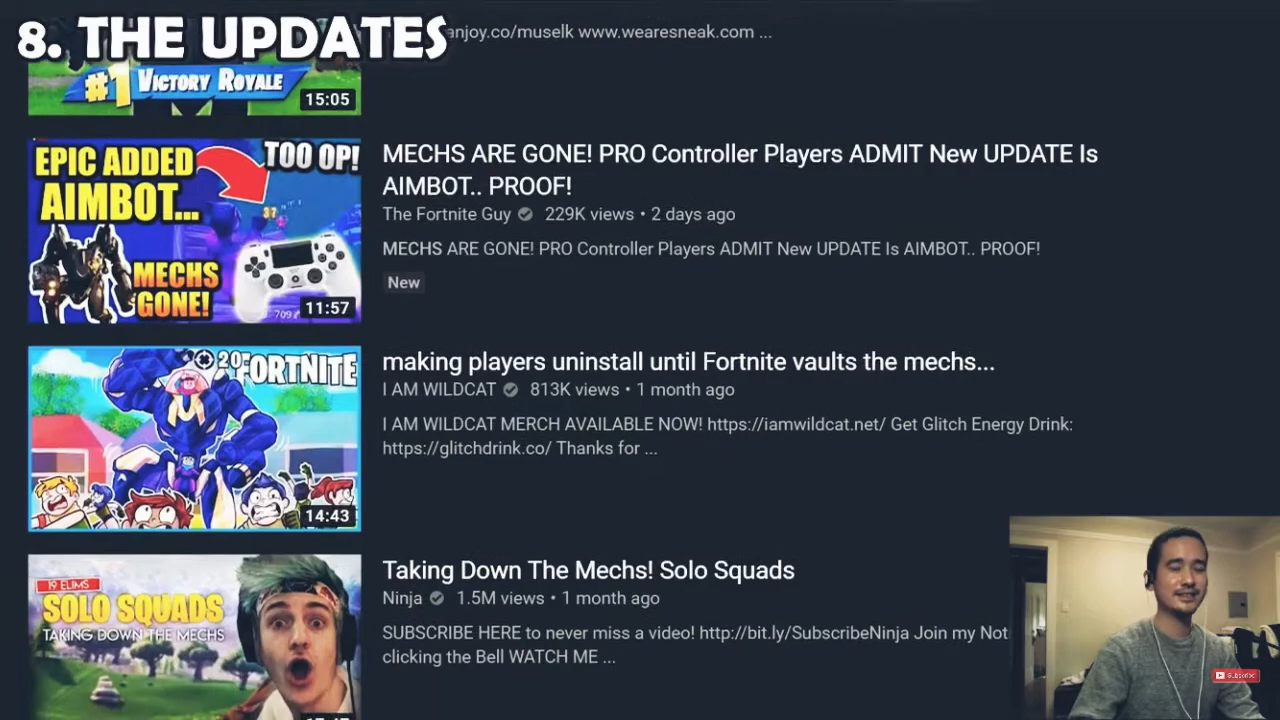 8. THE UPDATES
anjoy.co/muselk www.wearesneak.com ...
#1 VICTORY ROYALE
15:05
EPIC ADDED
AIMBOT...
TOO OP!
37
MECHS
GONE!
709
11:57
MECHS ARE GONE! PRO Controller Players ADMIT New UPDATE Is
AIMBOT.. PROOF!
The Fortnite Guy 229K views • 2 days ago
MECHS ARE GONE! PRO Controller Players ADMIT New UPDATE Is AIMBOT.. PROOF!
New
20
FORTNITE
14:43
making players uninstall until Fortnite vaults the mechs...
I AM WILDCAT 813K views • 1 month ago
I AM WILDCAT MERCH AVAILABLE NOW! https://iamwildcat.net/ Get Glitch Energy Drink:
https://glitchdrink.co/ Thanks for ...
19 ELIMS
SOLO SQUADS
TAKING DOWN THE MECHS
Taking Down The Mechs! Solo Squads
Ninja 1.5M views • 1 month ago
SUBSCRIBE HERE to never miss a video! http://bit.ly/SubscribeNinja Join my Not
clicking the Bell WATCH ME ...
Subscribe